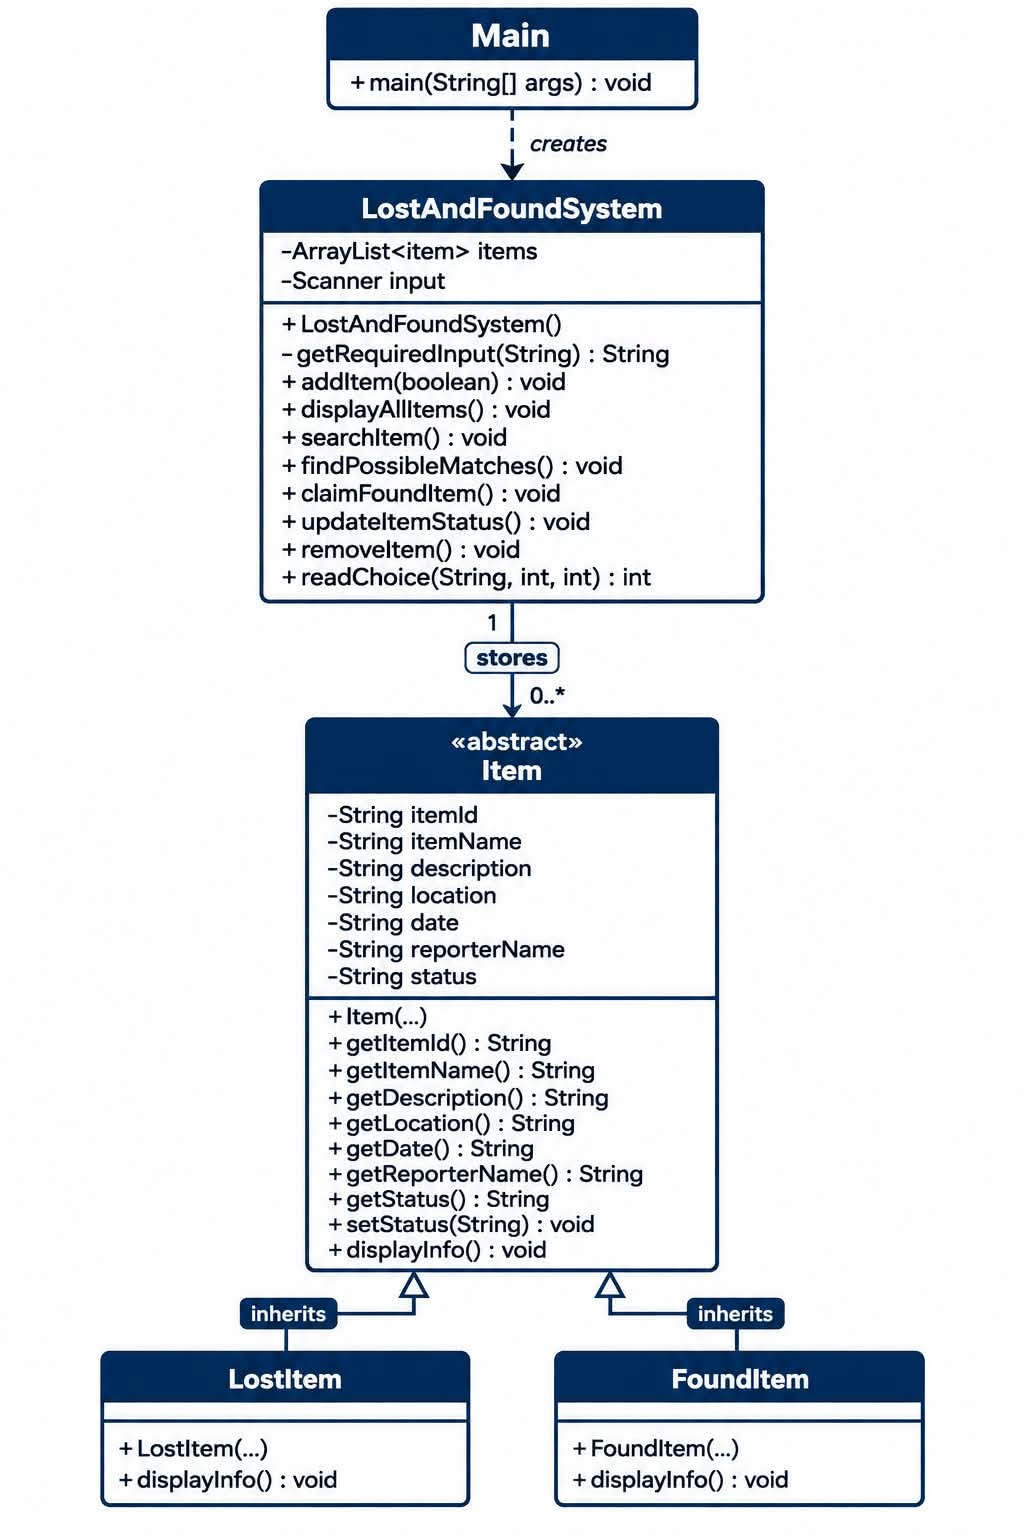 Main
+ main(String[] args) : void
creates
LostAndFoundSystem
-ArrayList<item> items
-Scanner input
+ LostAndFoundSystem()
- getRequiredInput(String) : String
+ addItem(boolean) : void
+ displayAllItems() : void
+ searchItem() : void
+ findPossibleMatches() : void
+ claimFoundItem() : void
+ updateItemStatus() : void
+ removeItem() : void
+ readChoice(String, int, int) : int
1
stores
0..*
«abstract»
Item
-String itemId
-String itemName
-String description
-String location
-String date
-String reporterName
-String status
+ Item(...)
+ getItemId() : String
+ getItemName() : String
+ getDescription() : String
+ getLocation() : String
+ getDate() : String
+ getReporterName() : String
+ getStatus() : String
+ setStatus(String) : void
+ displayInfo() : void
inherits
inherits
LostItem
+ LostItem(...)
+ displayInfo() : void
FoundItem
+ FoundItem(...)
+ displayInfo() : void